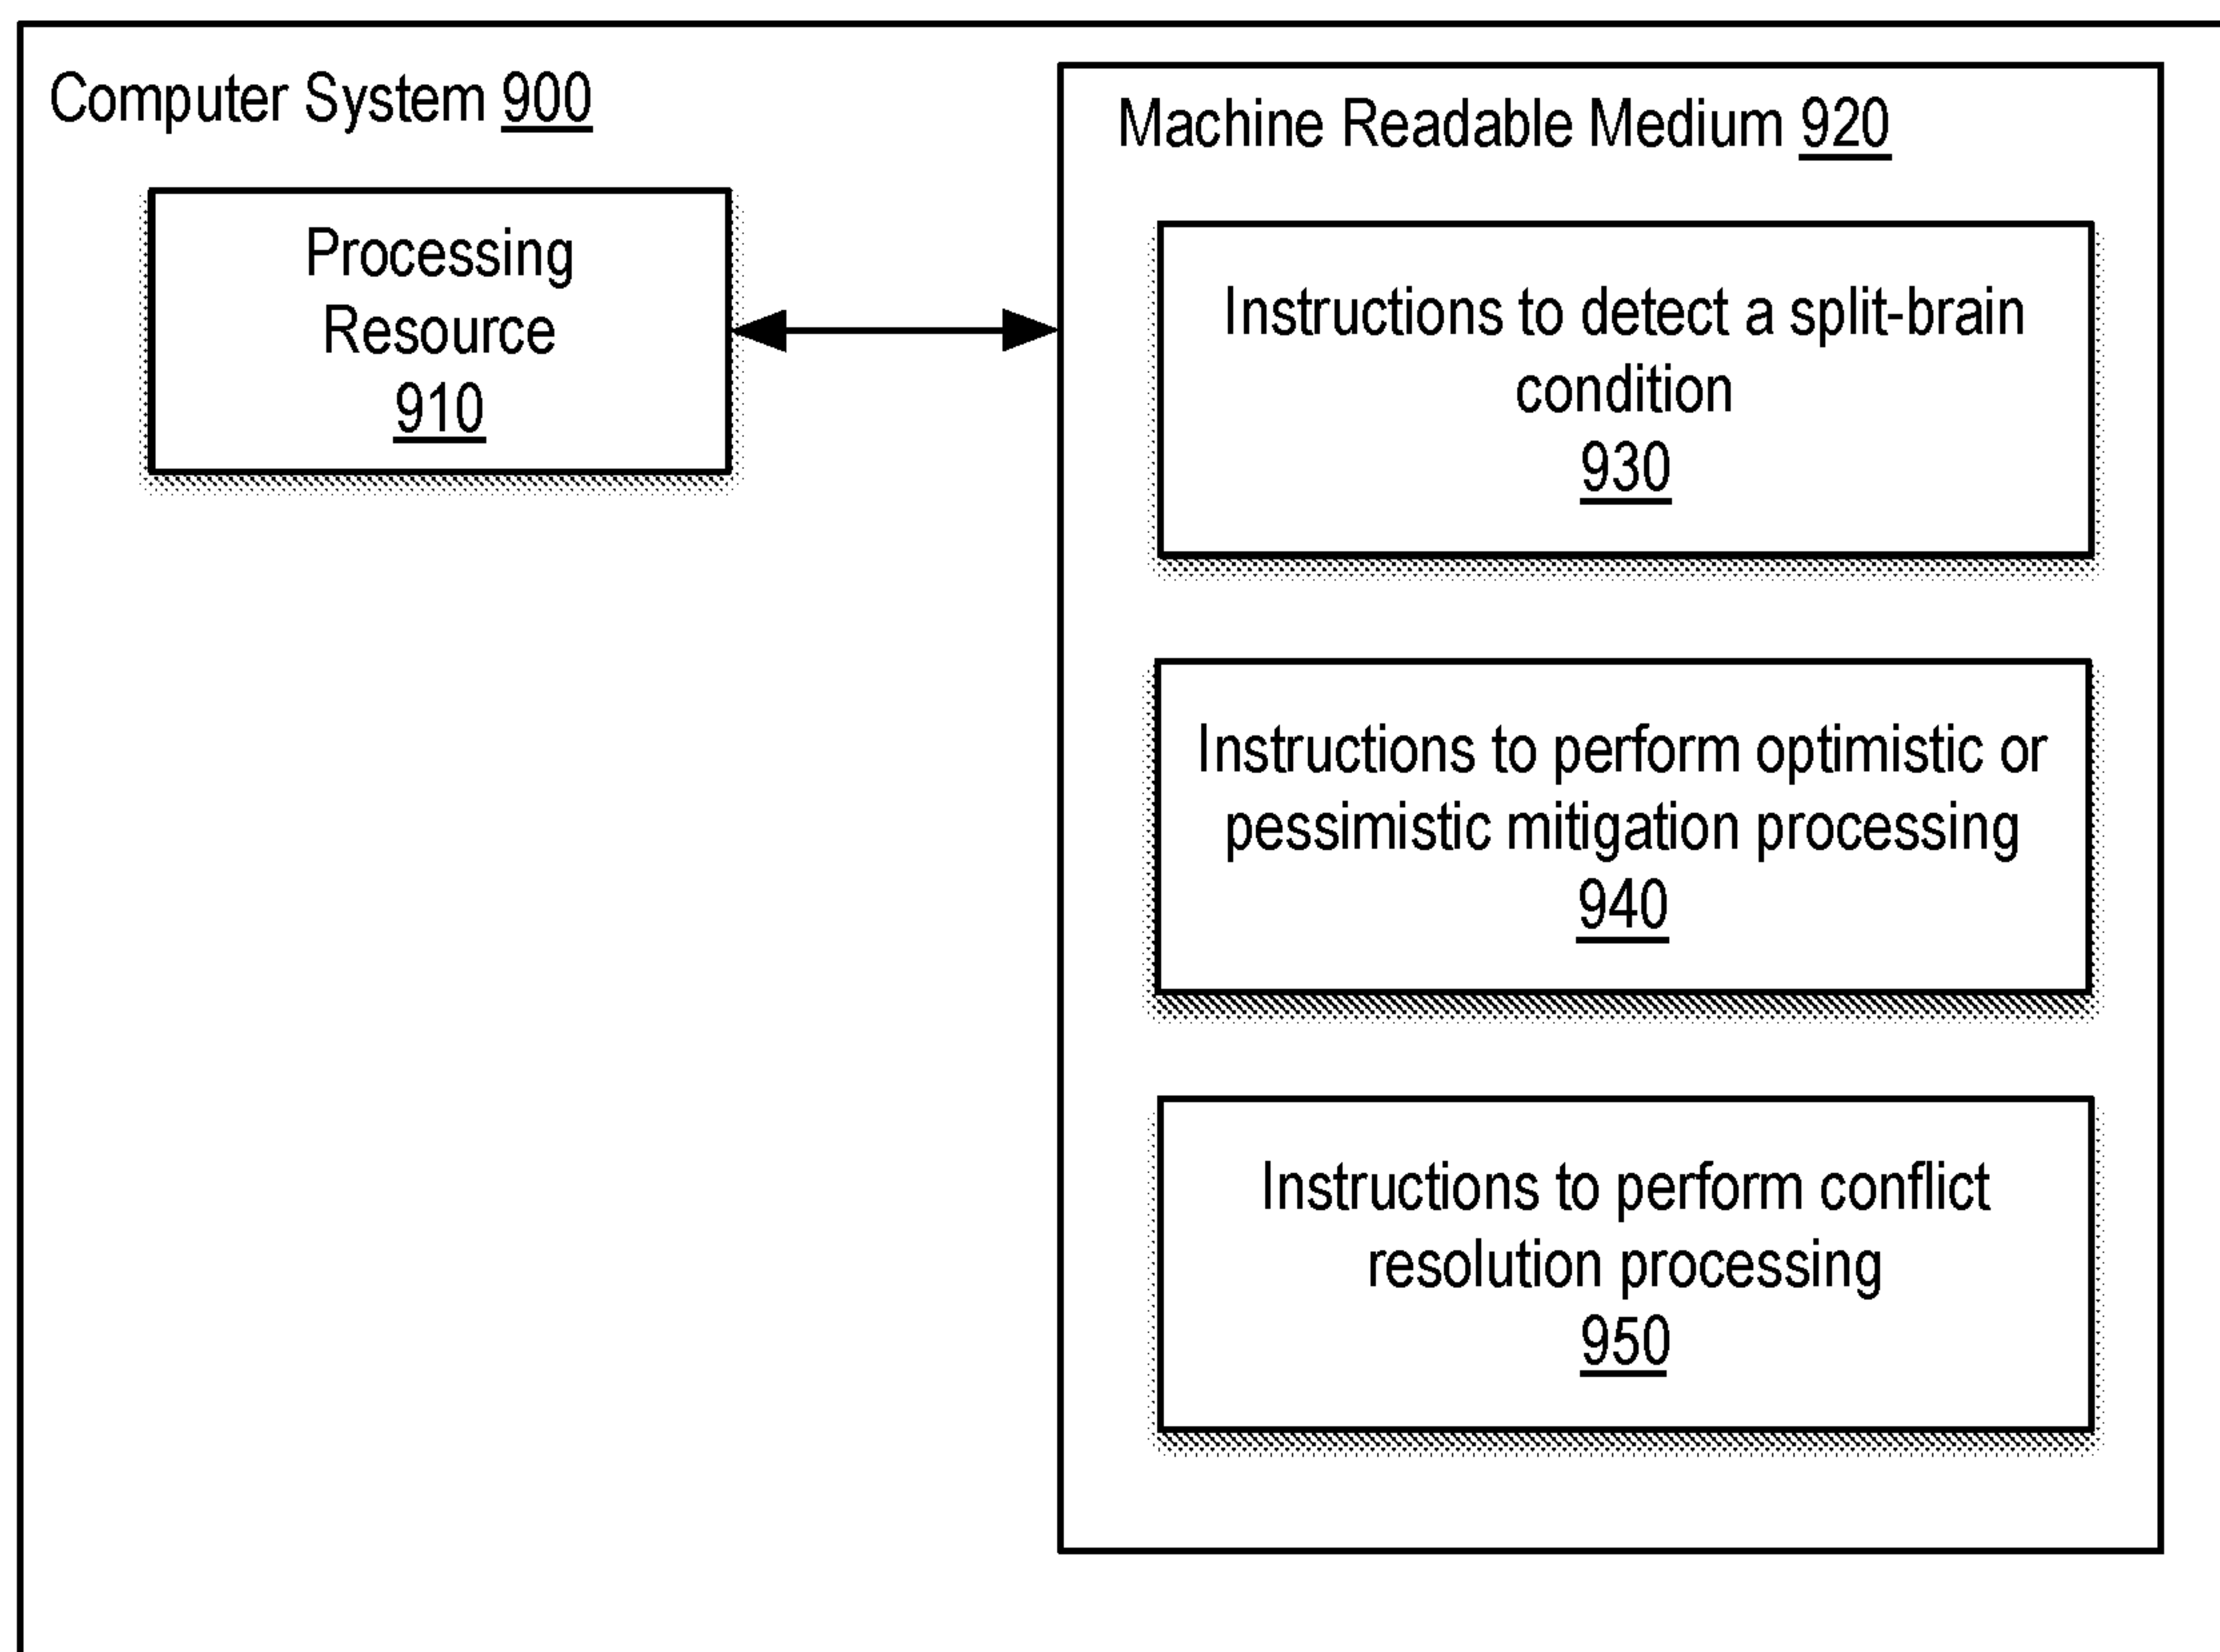 Computer System 900
Processing
Resource
910
Machine Readable Medium 920
Instructions to detect a split-brain
condition
930
Instructions to perform optimistic or
pessimistic mitigation processing
940
Instructions to perform conflict
resolution processing
950